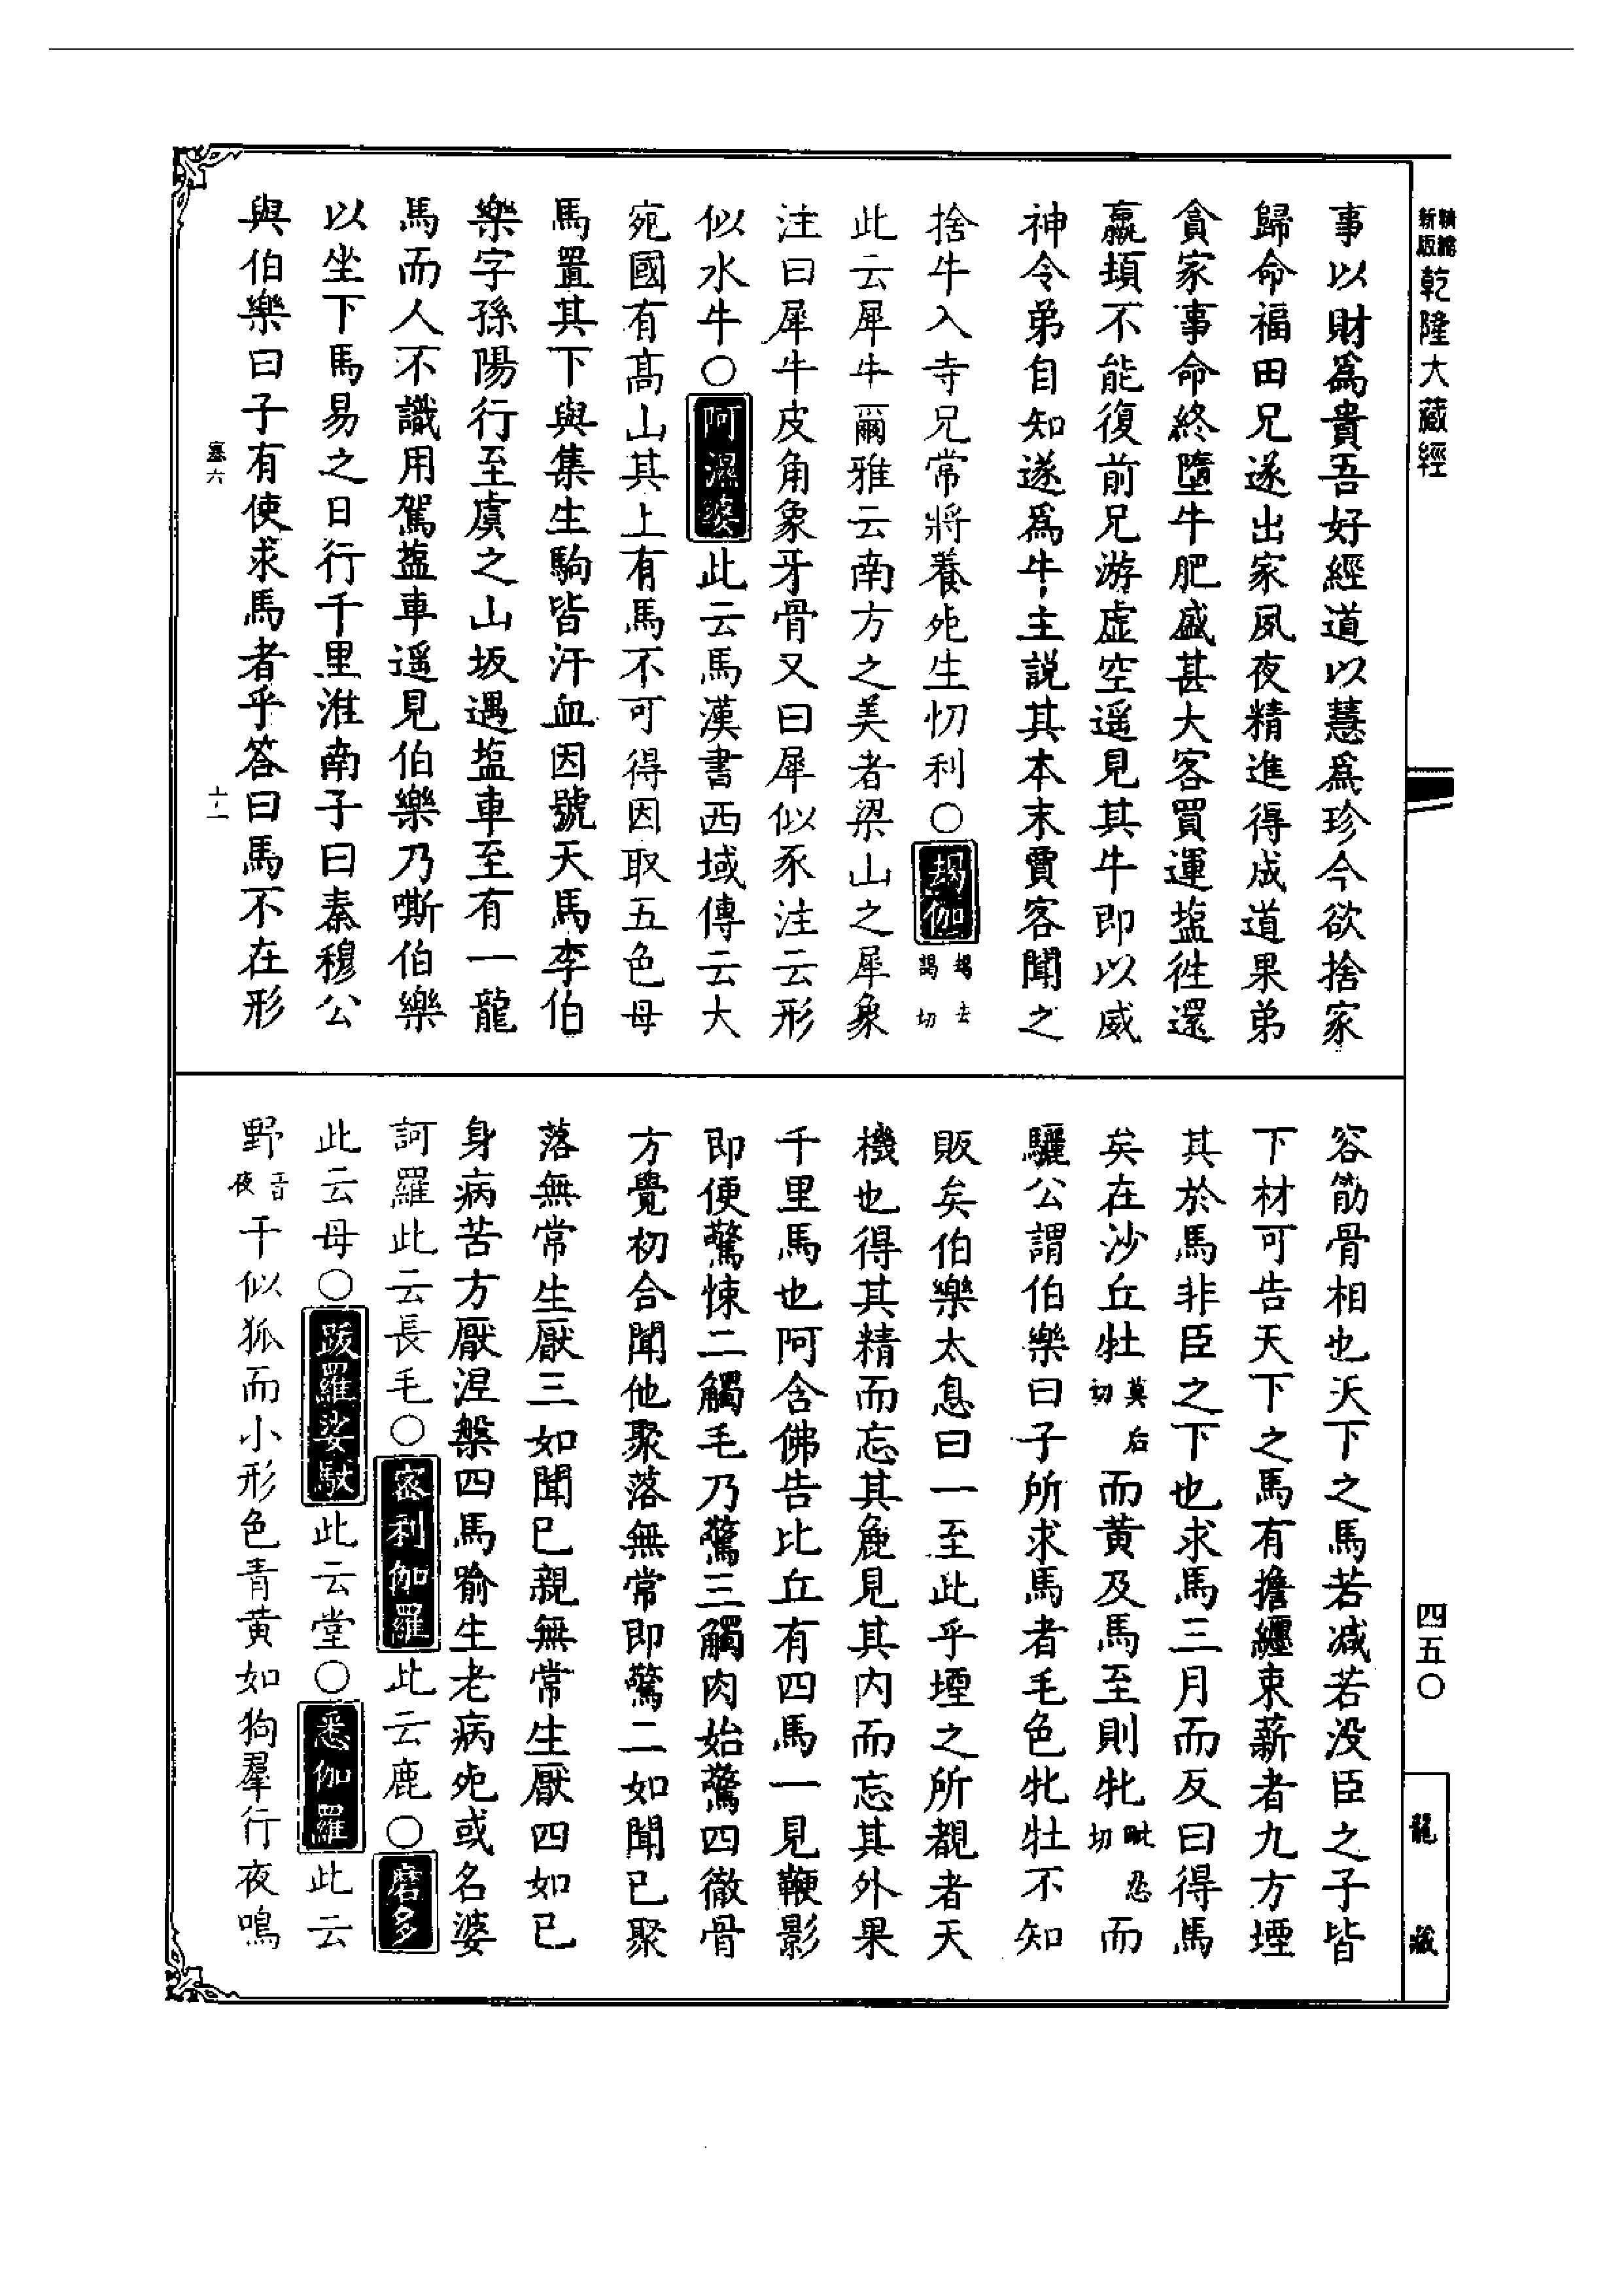 新版精縮乾隆大藏經
四五〇
龍藏
事以財為貴吾好經道以慧為珍今欲捨家
歸命福田兄遂出家夙夜精進得成道果弟
貪家事命終墮牛肥盛甚大客買運塩徃還
羸頓不能復前兄游虛空遥見其牛即以威
神令弟自知遂為牛主説其本末賈客聞之
捨牛入寺兄常將養死生忉利○朅伽朅去謁切
此云犀牛爾雅云南方之美者梁山之犀象
注曰犀牛皮角象牙骨又曰犀似豕注云形
似水牛○阿濕婆此云馬漢書西域傳云大
宛國有髙山其上有馬不可得因取五色母
馬置其下與集生駒皆汗血因號天馬李伯
樂字孫陽行至虞之山坂遇塩車至有一龍
馬而人不識用駕塩車遥見伯樂乃嘶伯樂
以坐下馬易之日行千里淮南子曰秦穆公
與伯樂曰子有使求馬者乎答曰馬不在形
塞六
十一
容筋骨相也天下之馬若减若没臣之子皆
下材可告天下之馬有擔纒束薪者九方堙
其於馬非臣之下也求馬三月而反曰得馬
矣在沙丘牡莫后切而黄及馬至則牝毗忍切而
驪公謂伯樂曰子所求馬者毛色牝牡不知
敗矣伯樂太息曰一至此乎堙之所覩者天
機也得其精而忘其麁見其内而忘其外果
千里馬也阿含佛告比丘有四馬一見鞭影
即便驚悚二觸毛乃驚三觸肉始驚四徹骨
方覺初合聞他聚落無常即驚二如聞已聚
落無常生厭三如聞已親無常生厭四如已
身病苦方厭涅槃四馬喻生老病死或名婆
訶羅此云長毛○密利伽羅此云鹿○磨多
此云母○跋羅娑馱此云堂○悉伽羅此云
野音夜干似狐而小形色青黄如狗羣行夜鳴